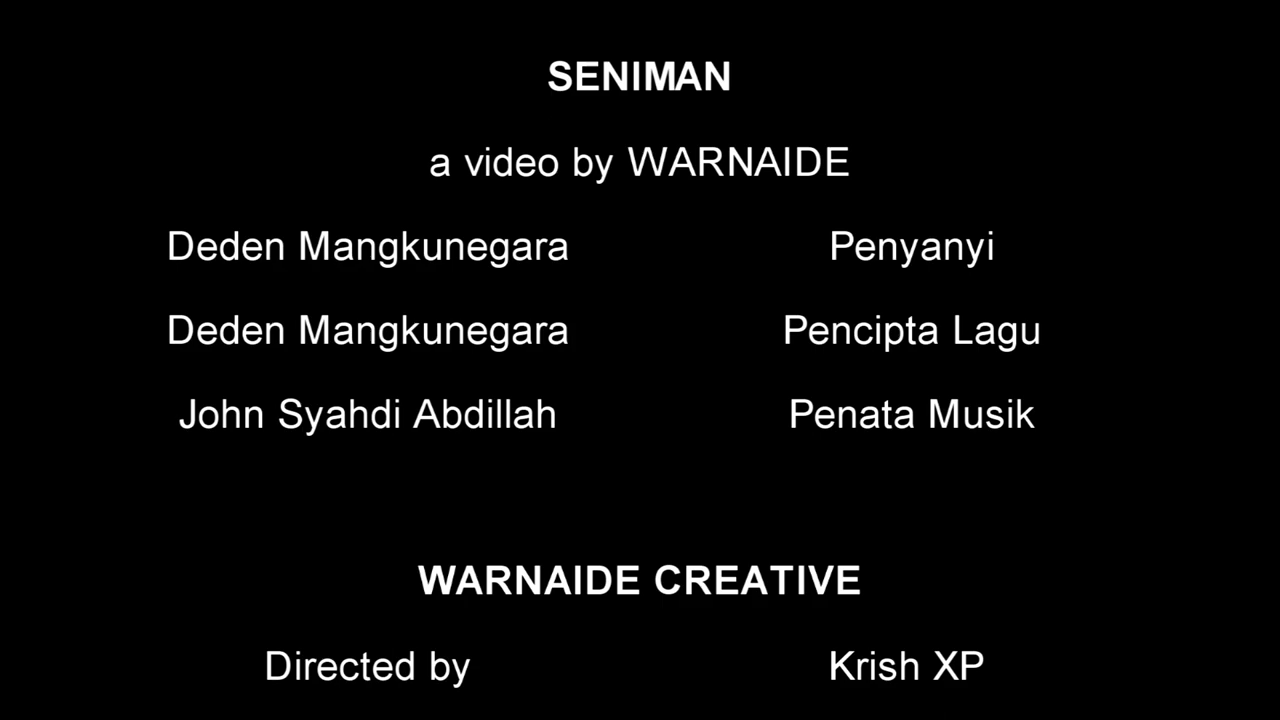 SENIMAN
a video by WARNAIDE
Deden Mangkunegara Penyanyi
Deden Mangkunegara Pencipta Lagu
John Syahdi Abdillah Penata Musik
WARNAIDE CREATIVE
Directed by Krish XP